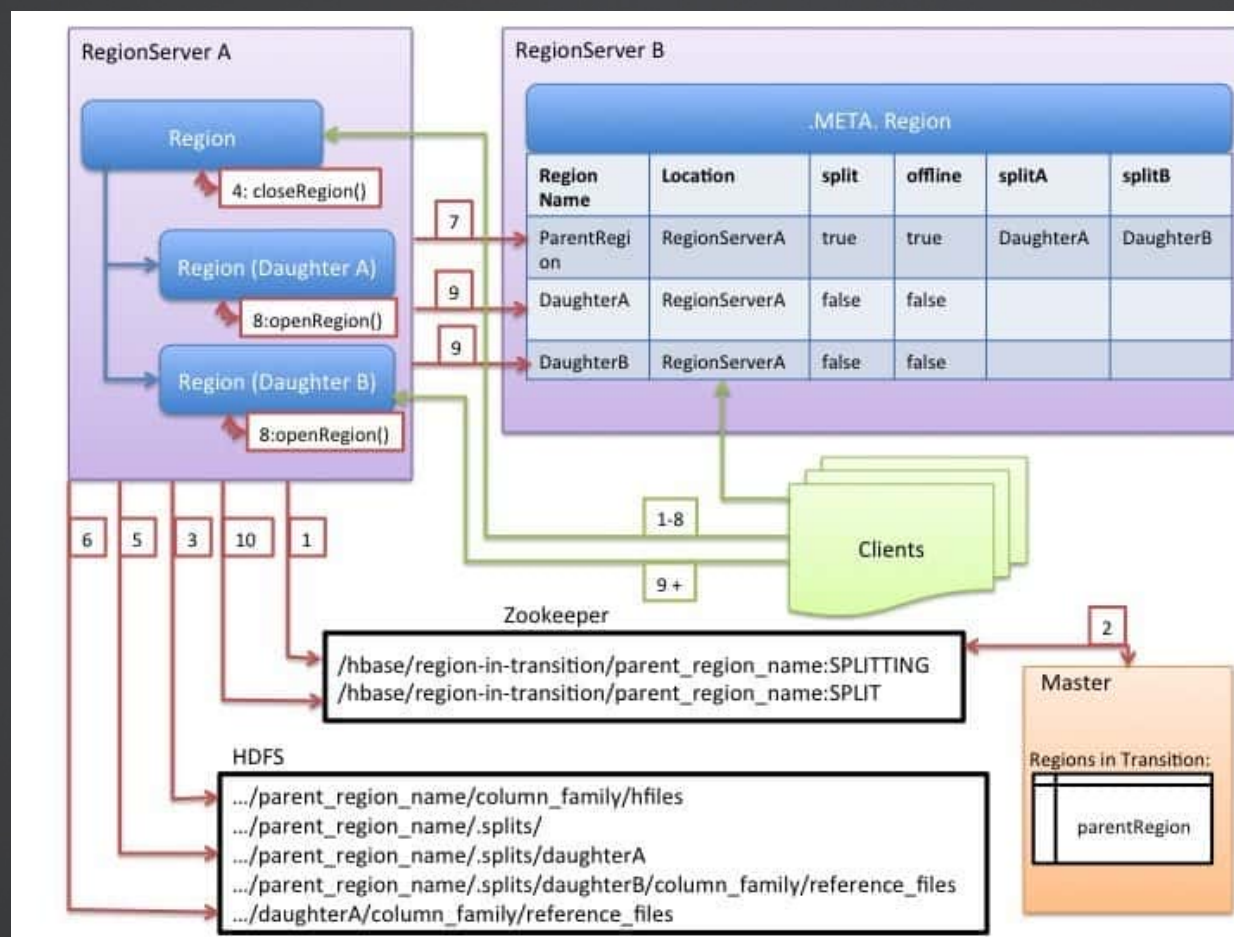 RegionServer A
Region
4: closeRegion()
Region (Daughter A)
8:openRegion()
Region (Daughter B)
8:openRegion()
7
9
9
RegionServer B
.META. Region
Region Name
Location
split
offline
splitA
splitB
ParentRegi
on
RegionServerA
true
true
DaughterA
DaughterB
DaughterA
RegionServerA
false
false
DaughterB
RegionServerA
false
false
6
5
3
10
1
1-8
9 +
Clients
Zookeeper
/hbase/region-in-transition/parent_region_name:SPLITTING
/hbase/region-in-transition/parent_region_name:SPLIT
2
Master
Regions in Transition:
parentRegion
HDFS
.../parent_region_name/column_family/hfiles
.../parent_region_name/.splits/
.../parent_region_name/.splits/daughterA
.../parent_region_name/.splits/daughterB/column_family/reference_files
.../daughterA/column_family/reference_files